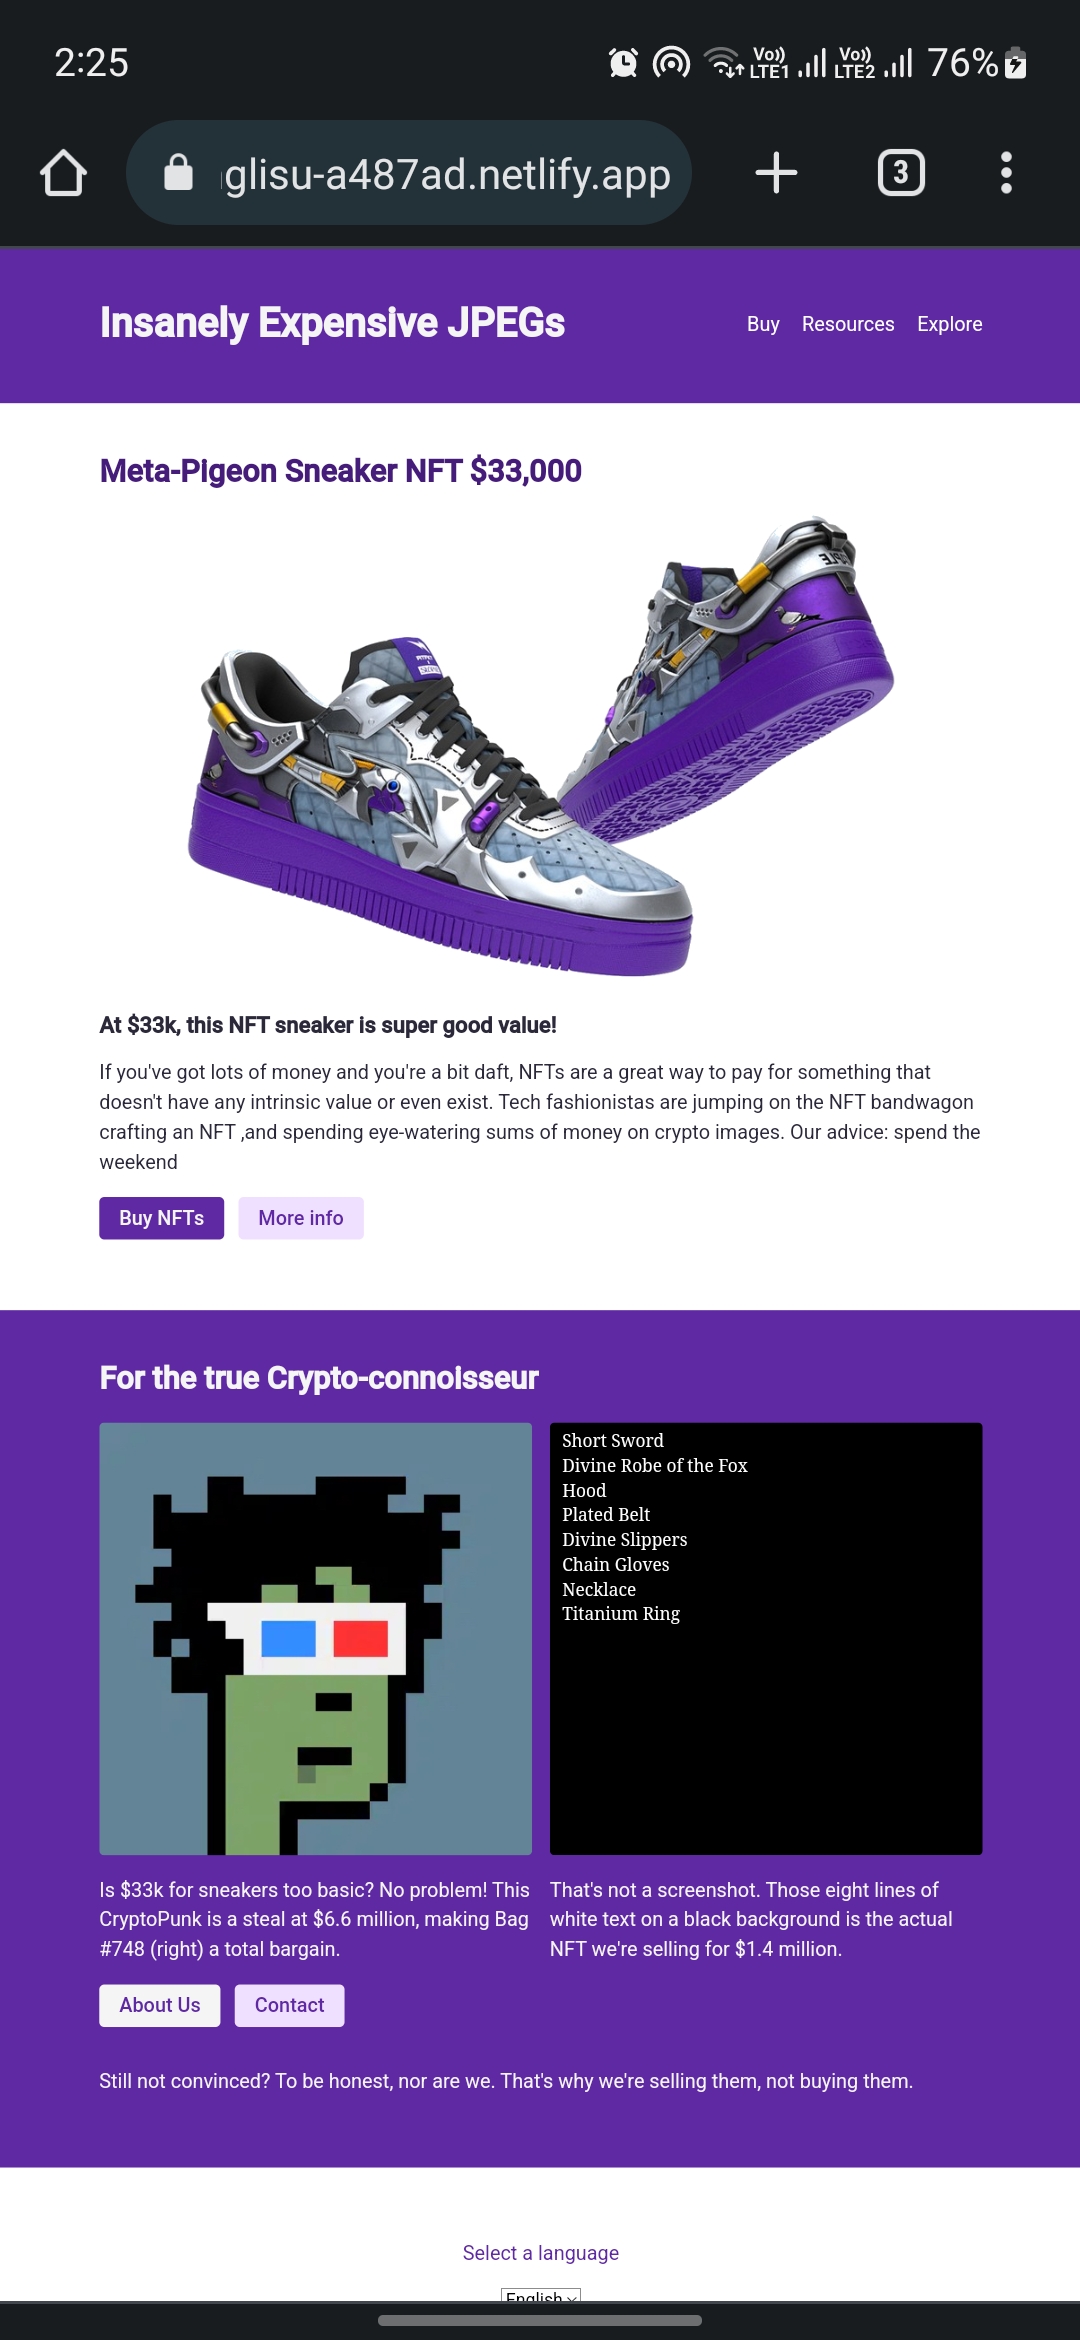 2:25
Vo))
LTE1
Vo))
LTE2
76%
glisu-a487ad.netlify.app
3
Insanely Expensive JPEGs
Buy
Resources
Explore
Meta-Pigeon Sneaker NFT $33,000
At $33k, this NFT sneaker is super good value!
If you've got lots of money and you're a bit daft, NFTs are a great way to pay for something that
doesn't have any intrinsic value or even exist. Tech fashionistas are jumping on the NFT bandwagon
crafting an NFT ,and spending eye-watering sums of money on crypto images. Our advice: spend the
weekend
Buy NFTs
More info
For the true Crypto-connoisseur
Short Sword
Divine Robe of the Fox
Hood
Plated Belt
Divine Slippers
Chain Gloves
Necklace
Titanium Ring
Is $33k for sneakers too basic? No problem! This
CryptoPunk is a steal at $6.6 million, making Bag
#748 (right) a total bargain.
That's not a screenshot. Those eight lines of
white text on a black background is the actual
NFT we're selling for $1.4 million.
About Us
Contact
Still not convinced? To be honest, nor are we. That's why we're selling them, not buying them.
Select a language
English